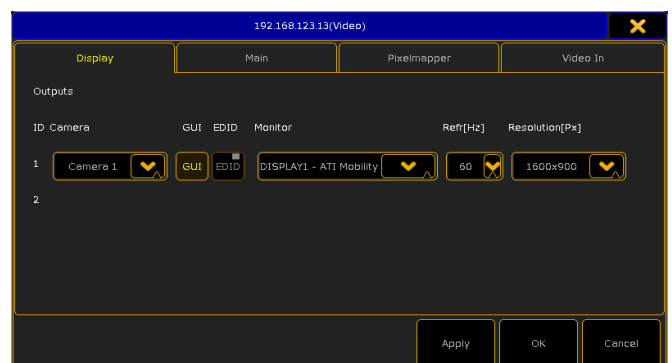 192.168.123.13(Video)
Display Main Pixelmapper Video In
Outputs
ID Camera GUI EDID Monitor Refr[Hz] Resolution[Px]
1 Camera 1 GUI EDID DISPLAY1 - ATI Mobility 60 1600x900
2
Apply OK Cancel